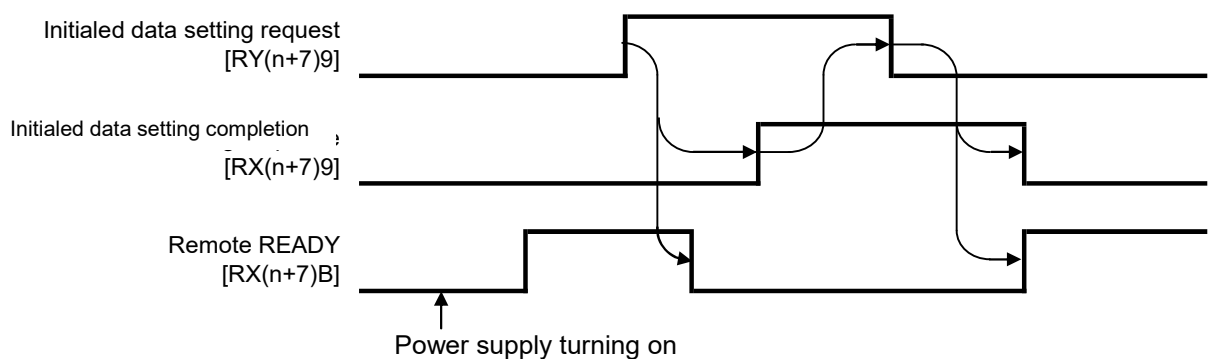 Initialed data setting request
[RY(n+7)9]
Initialed data setting completion
[RX(n+7)9]
Remote READY
[RX(n+7)B]
Power supply turning on